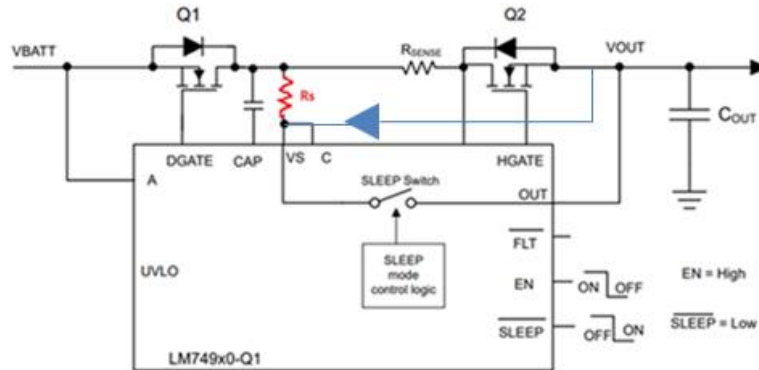 Q1
Q2
VBATT
VOUT
RSENSE
Rs
COUT
DGATE
CAP
VS
C
HGATE
A
SLEEP Switch
OUT
FLT
UVLO
SLEEP
mode
control logic
EN
ON
OFF
EN = High
SLEEP
OFF
ON
SLEEP = Low
LM749x0-Q1